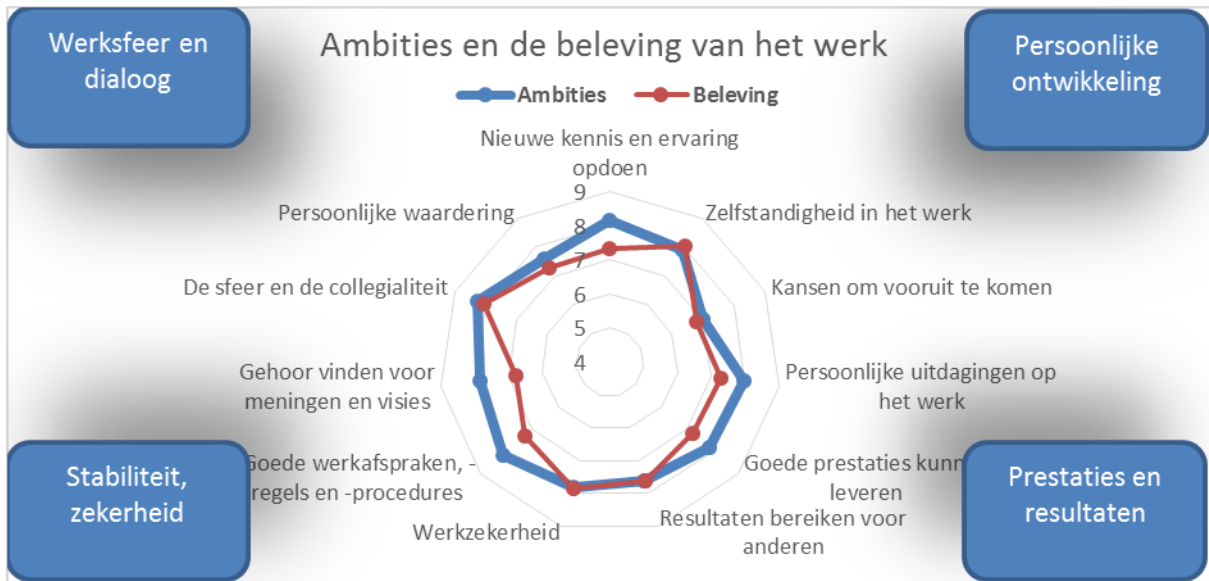 Werksfeer en
dialoog
Ambities en de beleving van het werk
Persoonlijke
ontwikkeling
Ambities
Beleving
Nieuwe kennis en ervaring
opdoen
Zelfstandigheid in het werk
Kansen om vooruit te komen
Persoonlijke uitdagingen op
het werk
Goede prestaties kunn
leveren
Resultaten bereiken voor
anderen
Werkzekerheid
Goede werkafspraken, -
regels en -procedures
Gehoor vinden voor
meningen en visies
De sfeer en de collegialiteit
Persoonlijke waardering
9
8
7
6
5
4
Stabiliteit,
zekerheid
Prestaties en
resultaten